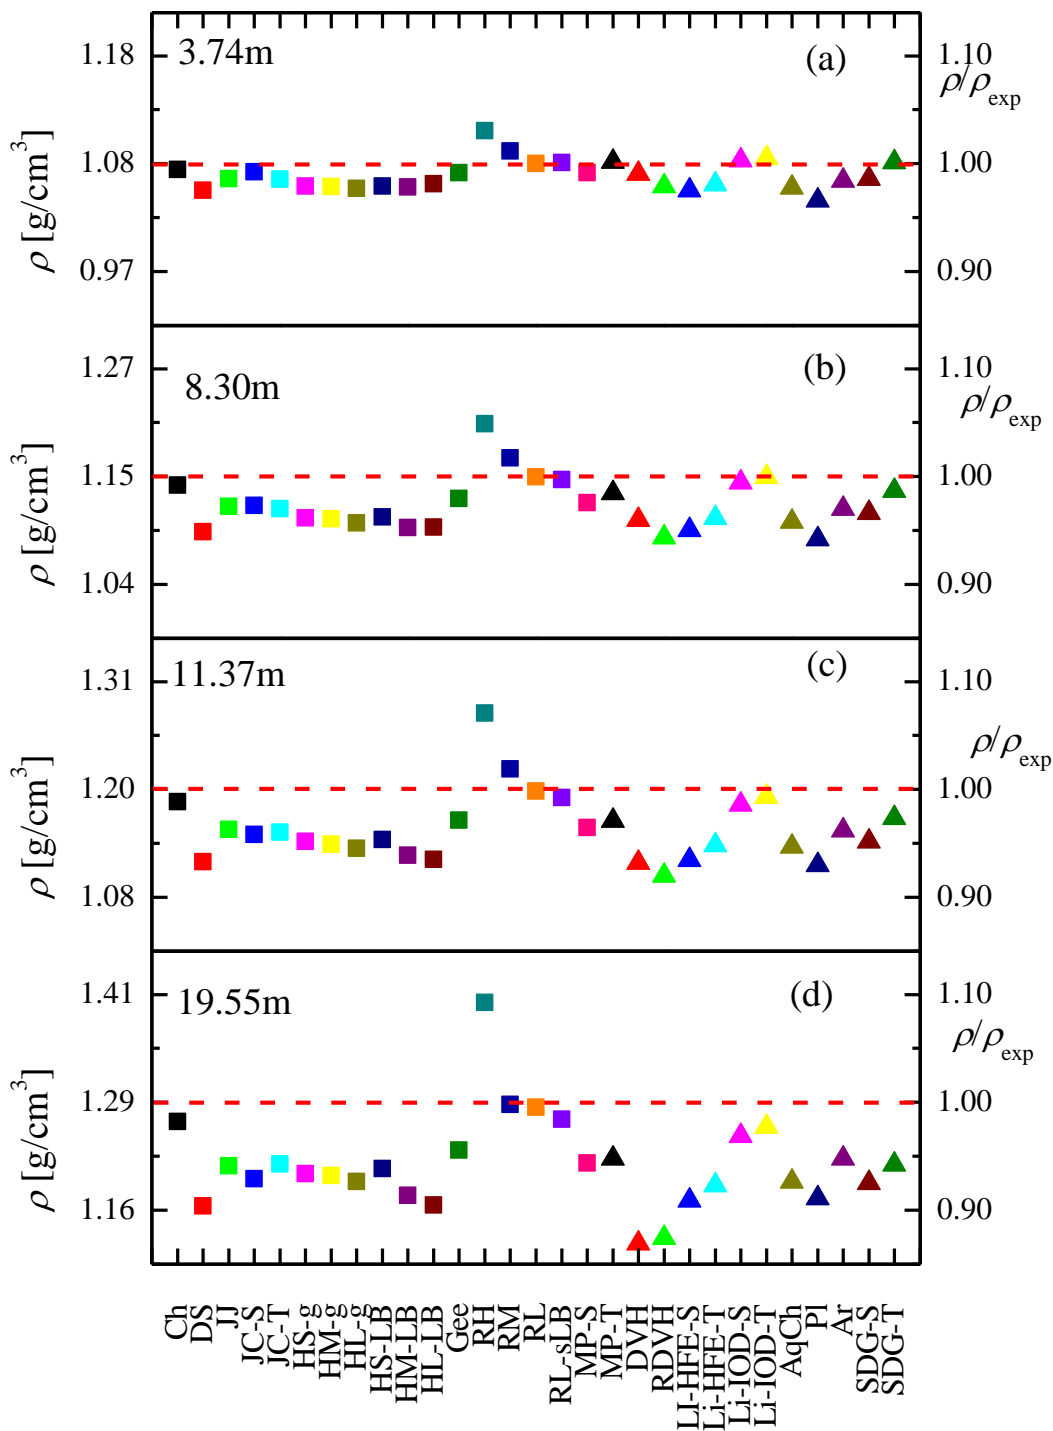 3.74m
(a)
1.18
1.08
0.97
ρ [g/cm3]
1.10
1.00
0.90
ρ/ρexp
8.30m
(b)
1.27
1.15
1.04
ρ [g/cm3]
1.10
1.00
0.90
ρ/ρexp
11.37m
(c)
1.31
1.20
1.08
ρ [g/cm3]
1.10
1.00
0.90
ρ/ρexp
19.55m
(d)
1.41
1.29
1.16
ρ [g/cm3]
1.10
1.00
0.90
ρ/ρexp
Ch
DS
JJ
JC-S
JC-T
HS-g
HM-g
HL-g
HS-LB
HM-LB
HL-LB
Gee
RH
RM
RL
RL-sLB
MP-S
MP-T
DVH
RDVH
Li-HFE-S
Li-HFE-T
Li-IOD-S
Li-IOD-T
AqCh
Pl
Ar
SDG-S
SDG-T